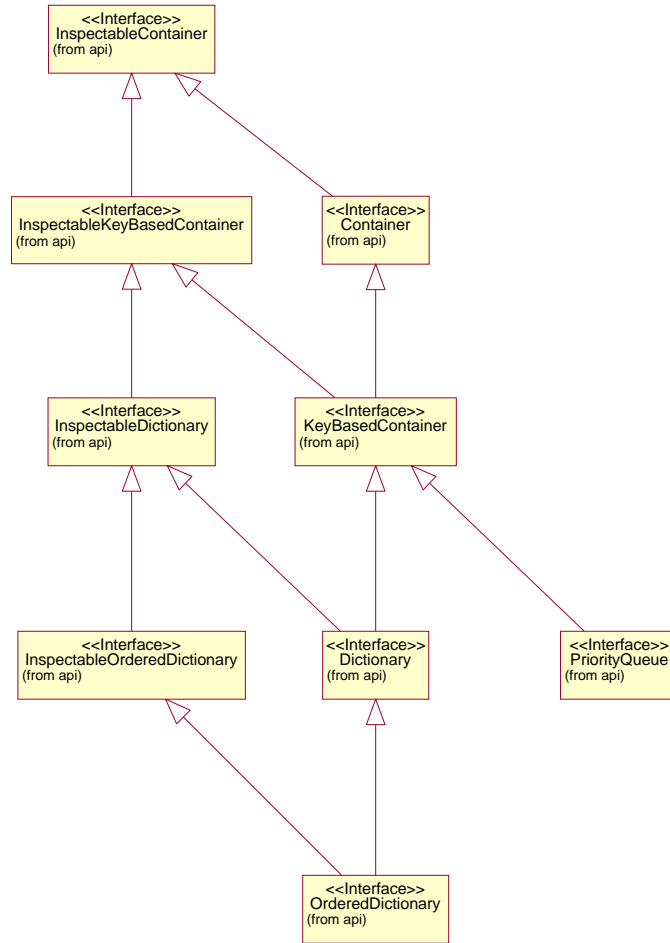 <<Interface>>
InspectableContainer
(from api)
<<Interface>>
InspectableKeyBasedContainer
(from api)
<<Interface>>
Container
(from api)
<<Interface>>
InspectableDictionary
(from api)
<<Interface>>
KeyBasedContainer
(from api)
<<Interface>>
InspectableOrderedDictionary
(from api)
<<Interface>>
Dictionary
(from api)
<<Interface>>
PriorityQueue
(from api)
<<Interface>>
OrderedDictionary
(from api)